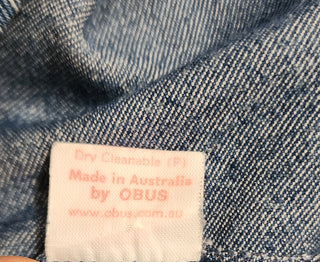 Dry Cleanable (P)
Made in Australia
by OBUS
www.obus.com.au